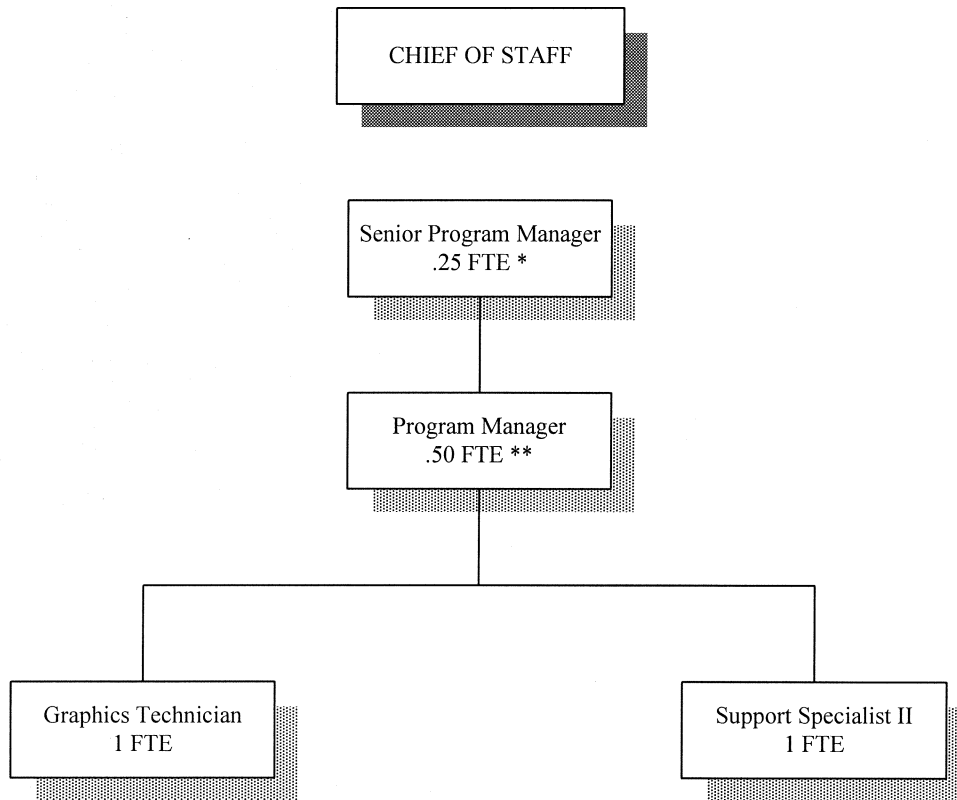 CHIEF OF STAFF
Senior Program Manager
.25 FTE *
Program Manager
.50 FTE **
Graphics Technician
1 FTE
Support Specialist II
1 FTE